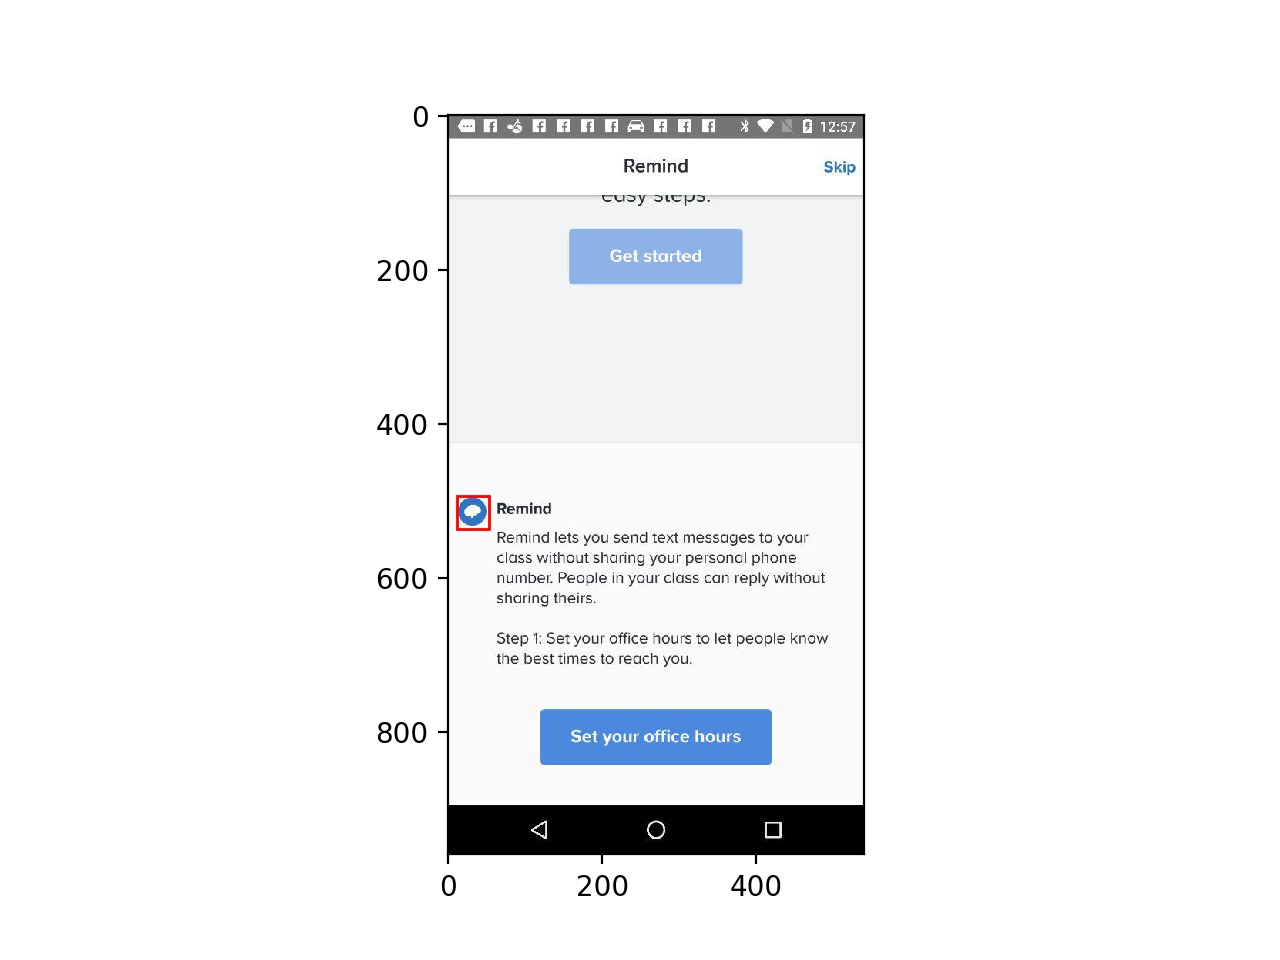 0
12:57
Remind
Skip
easy steps.
200
Get started
400
Remind
Remind lets you send text messages to your
class without sharing your personal phone
number. People in your class can reply without
sharing theirs.
600
Step 1: Set your office hours to let people know
the best times to reach you.
800
Set your office hours
0
200
400